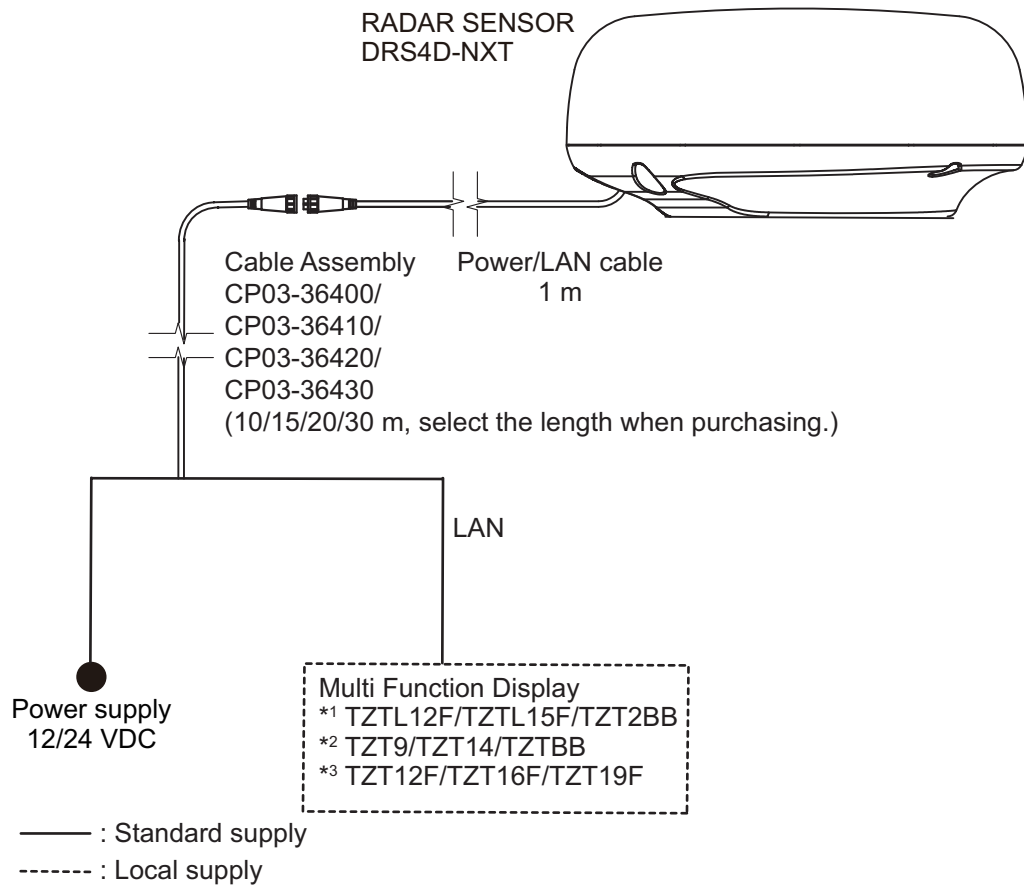 RADAR SENSOR
DRS4D-NXT
Cable Assembly
CP03-36400/
CP03-36410/
CP03-36420/
CP03-36430
(10/15/20/30 m, select the length when purchasing.)
Power/LAN cable
1 m
LAN
Power supply
12/24 VDC
Multi Function Display
*1 TZTL12F/TZTL15F/TZT2BB
*2 TZT9/TZT14/TZTBB
*3 TZT12F/TZT16F/TZT19F
: Standard supply
: Local supply